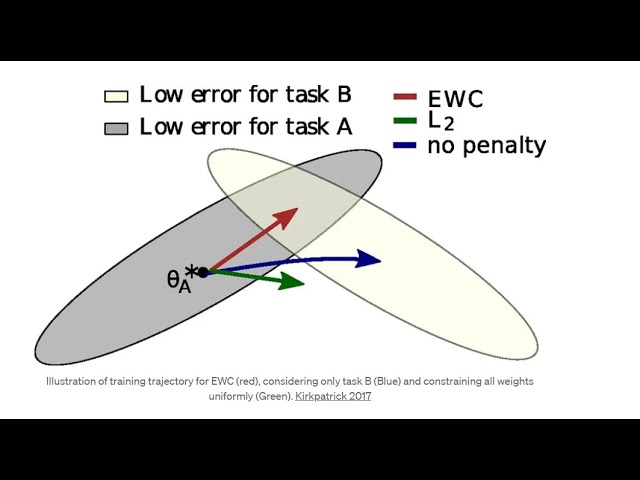 Low error for task B
Low error for task A
EWC
L2
no penalty
θA*
Illustration of training trajectory for EWC (red), considering only task B (Blue) and constraining all weights
uniformly (Green). Kirkpatrick 2017